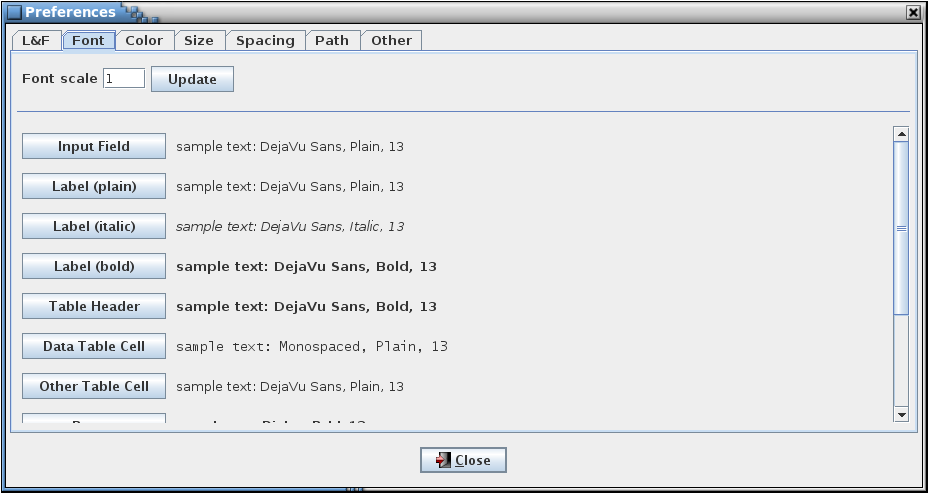 Preferences
L&F Font Color Size Spacing Path Other
Font scale 1 Update
Input Field sample text: DejaVu Sans, Plain, 13
Label (plain) sample text: DejaVu Sans, Plain, 13
Label (italic) sample text: DejaVu Sans, Italic, 13
Label (bold) sample text: DejaVu Sans, Bold, 13
Table Header sample text: DejaVu Sans, Bold, 13
Data Table Cell sample text: Monospaced, Plain, 13
Other Table Cell sample text: DejaVu Sans, Plain, 13
Close